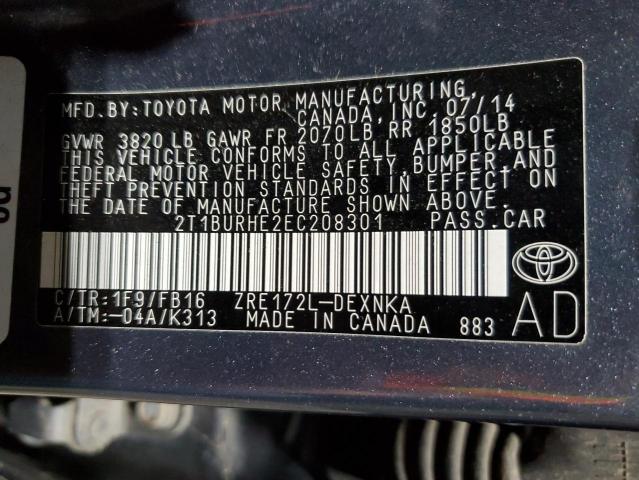 MFD. BY:TOYOTA MOTOR MANUFACTURING,
CANADA, INC. 07/14
GVWR 3820 LB GAWR FR 2070LB RR 1850LB
THIS VEHICLE CONFORMS TO ALL APPLICABLE
FEDERAL MOTOR VEHICLE SAFETY, BUMPER, AND
THEFT PREVENTION STANDARDS IN EFFECT ON
THE DATE OF MANUFACTURE SHOWN ABOVE.
2T1BURHE2EC208301 PASS.CAR
C/TR:1F9/FB16 ZRE172L-DEXNKA
A/TM:-04A/K313 MADE IN CANADA 883
AD